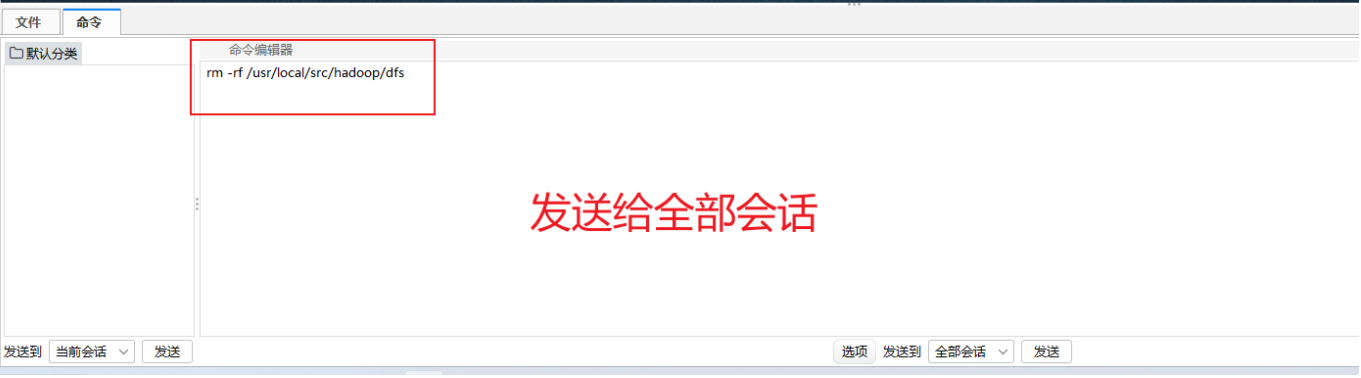 文件 命令
默认分类
命令编辑器
rm -rf /usr/local/src/hadoop/dfs
发送给全部会话
发送到 当前会话 发送 选项 发送到 全部会话 发送